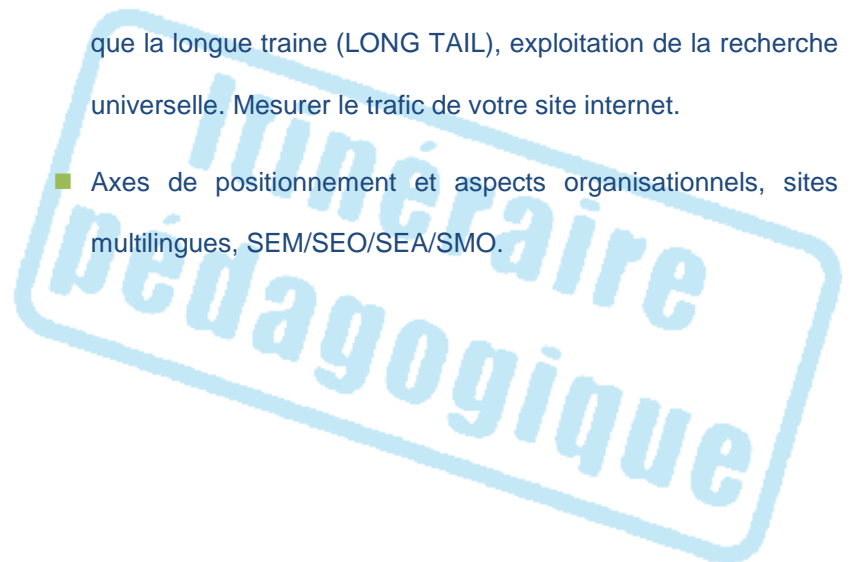 que la longue traine (LONG TAIL), exploitation de la recherche
universelle. Mesurer le trafic de votre site internet.
Axes de positionnement et aspects organisationnels, sites
multilingues, SEM/SEO/SEA/SMO.
Itinéraire
pédagogique